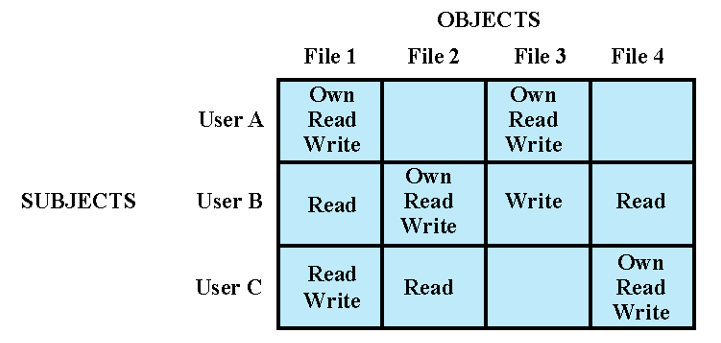 OBJECTS
File 1 File 2 File 3 File 4
User A
Own
Read
Write
Own
Read
Write
SUBJECTS
User B
Read
Own
Read
Write
Write
Read
User C
Read
Write
Read
Own
Read
Write